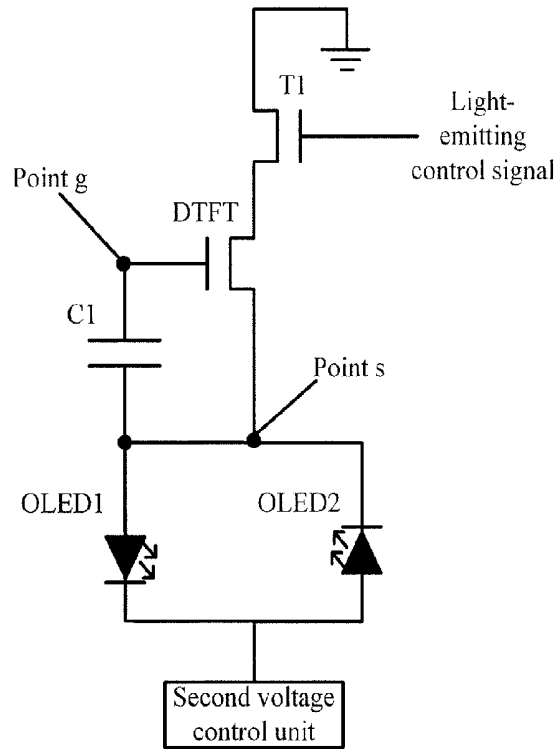 T1
Light-
emitting
control signal
Point g
DTFT
C1
Point s
OLED1
OLED2
Second voltage
control unit